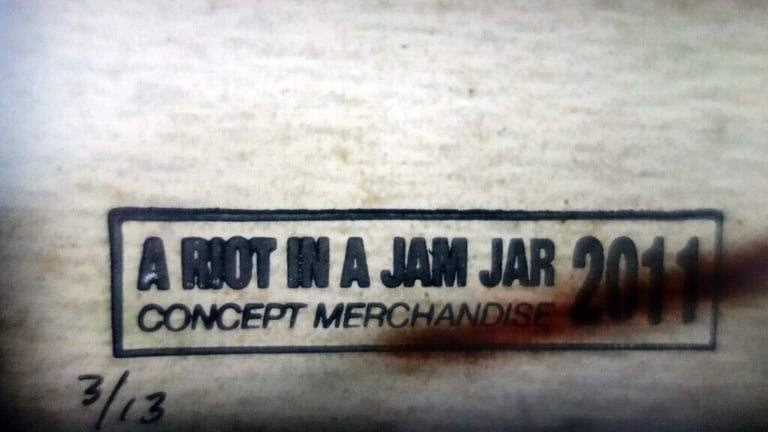 A RIOT IN A JAM JAR 2011
CONCEPT MERCHANDISE
3/13